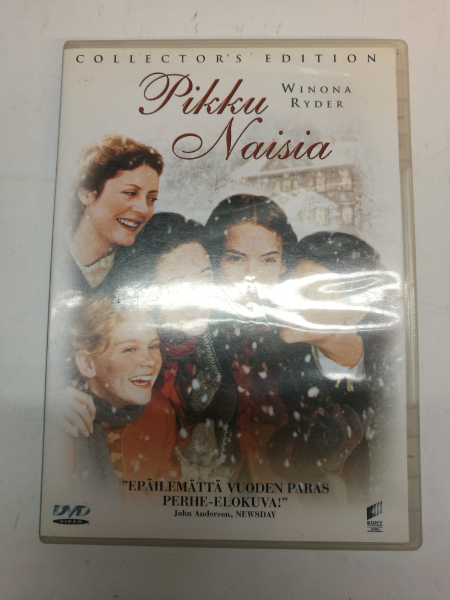 COLLECTOR'S EDITION
Pikku
Naisia
WINONA
RYDER
"EPÄILEMÄTTÄ VUODEN PARAS
PERHE-ELOKUVA!"
John Anderson, NEWSDAY
DVD
VIDEO